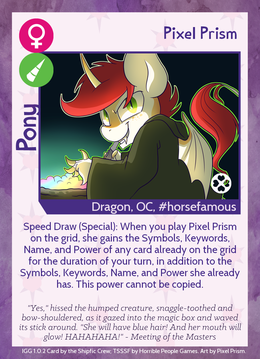 Pixel Prism
Pony
Dragon, OC, #horsefamous
Speed Draw (Special): When you play Pixel Prism
on the grid, she gains the Symbols, Keywords,
Name, and Power of any card already on the grid
for the duration of your turn, in addition to the
Symbols, Keywords, Name, and Power she already
has. This power cannot be copied.
"Yes," hissed the humped creature, snaggle-toothed and
bow-shouldered, as it gazed into the magic box and waved
its stick around. "She will have blue hair! And her mouth will
glow! HAHAHAHA!" - Meeting of the Masters
IGG 1.0.2 Card by the Shipfic Crew; TSSSF by Horrible People Games. Art by Pixel Prism.